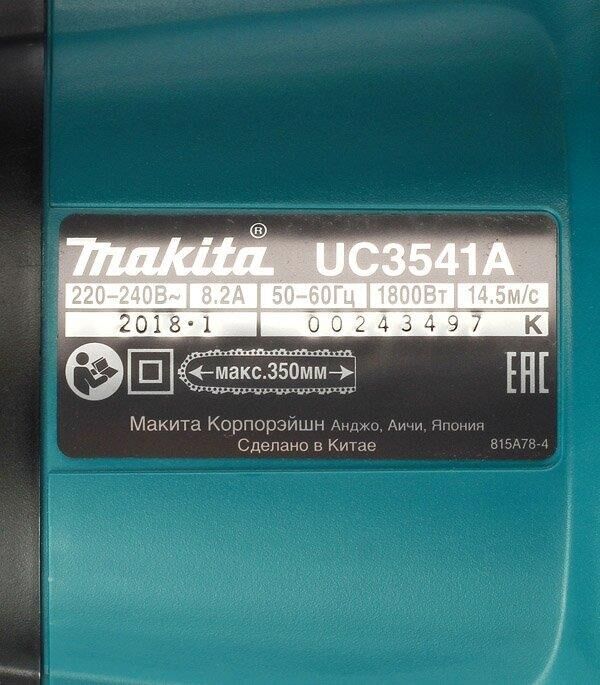 makita® UC3541A
220-240В~ 8.2А 50-60Гц 1800Вт 14.5м/с
2018·1 00243497 K
макс.350мм
EAC
Макита Корпорэйшн Анджо, Аичи, Япония
Сделано в Китае 815A78-4